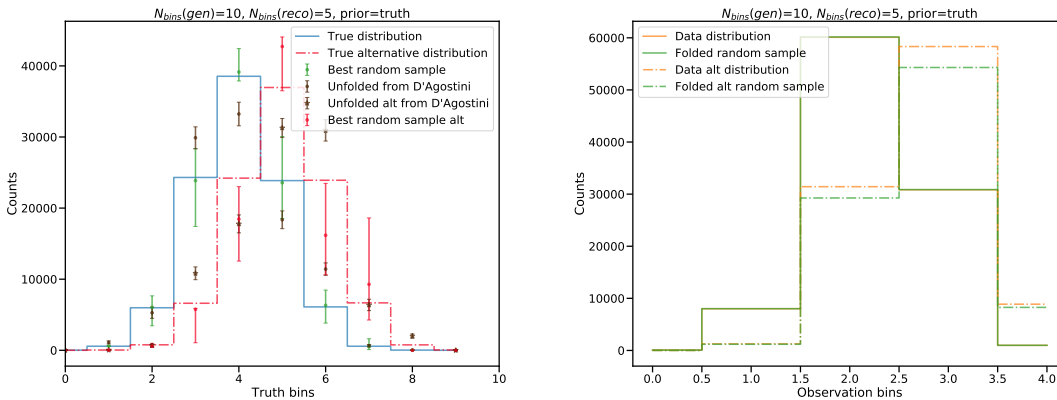 N_bins(gen)=10, N_bins(reco)=5, prior=truth
True distribution
True alternative distribution
Best random sample
Unfolded from D'Agostini
Unfolded alt from D'Agostini
Best random sample alt
Counts
40000
30000
20000
10000
0
0
2
4
6
8
10
Truth bins
N_bins(gen)=10, N_bins(reco)=5, prior=truth
Data distribution
Folded random sample
Data alt distribution
Folded alt random sample
Counts
60000
50000
40000
30000
20000
10000
0
0.0
0.5
1.0
1.5
2.0
2.5
3.0
3.5
4.0
Observation bins